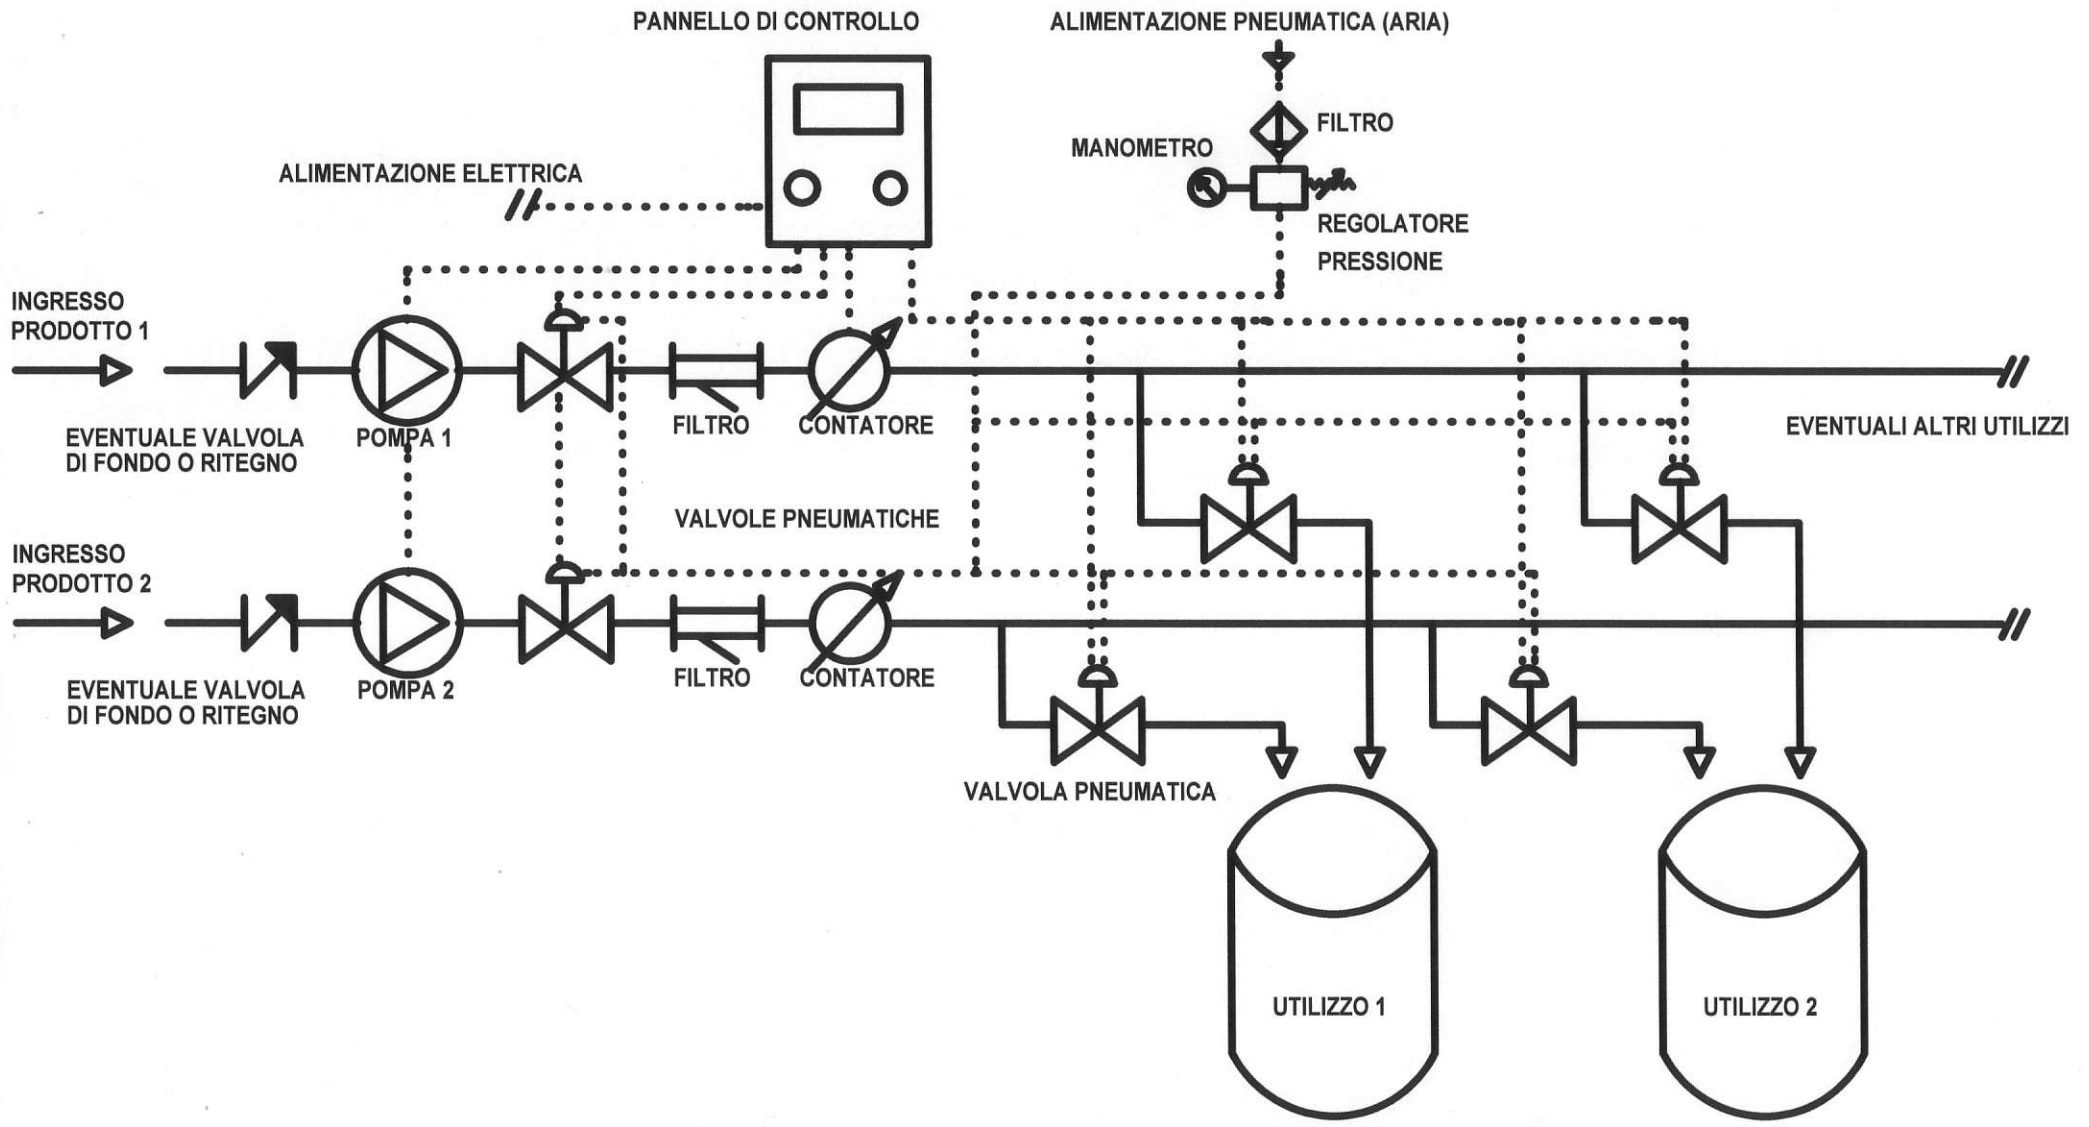 PANNELLO DI CONTROLLO
ALIMENTAZIONE PNEUMATICA (ARIA)
FILTRO
MANOMETRO
ALIMENTAZIONE ELETTRICA
REGOLATORE
PRESSIONE
INGRESSO
PRODOTTO 1
EVENTUALE VALVOLA
DI FONDO O RITEGNO
POMPA 1
FILTRO
CONTATORE
EVENTUALI ALTRI UTILIZZI
VALVOLE PNEUMATICHE
INGRESSO
PRODOTTO 2
EVENTUALE VALVOLA
DI FONDO O RITEGNO
POMPA 2
FILTRO
CONTATORE
VALVOLA PNEUMATICA
UTILIZZO 1
UTILIZZO 2